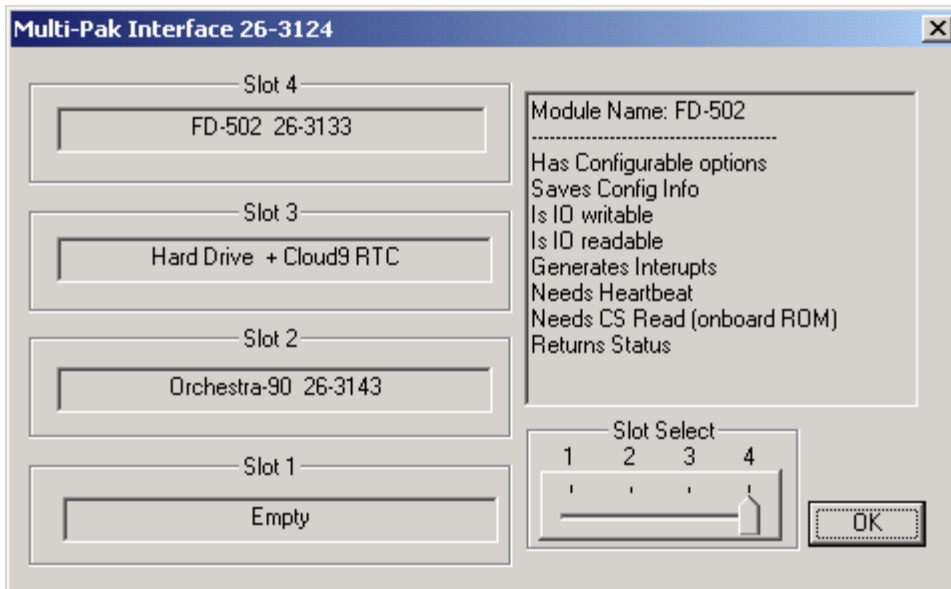 Multi-Pak Interface 26-3124
Slot 4
FD-502 26-3133
Slot 3
Hard Drive + Cloud9 RTC
Slot 2
Orchestra-90 26-3143
Slot 1
Empty
Module Name: FD-502
-----------------------------------------
Has Configurable options
Saves Config Info
Is IO writable
Is IO readable
Generates Interupts
Needs Heartbeat
Needs CS Read (onboard ROM)
Returns Status
Slot Select
1 2 3 4
OK